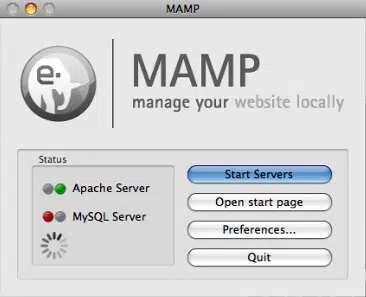 MAMP
e.
MAMP
manage your website locally
Status
Apache Server
MySQL Server
Start Servers
Open start page
Preferences...
Quit